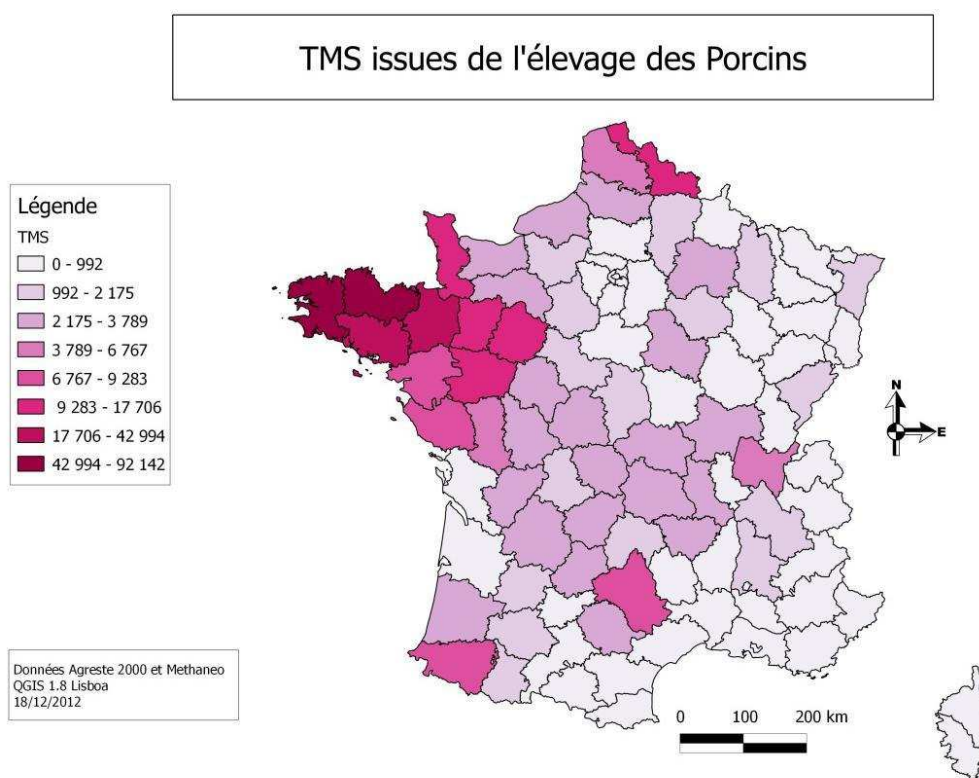 TMS issues de l'élevage des Porcins
Légende
TMS
0 - 992
992 - 2 175
2 175 - 3 789
3 789 - 6 767
6 767 - 9 283
9 283 - 17 706
17 706 - 42 994
42 994 - 92 142
N
E
Données Agreste 2000 et Methaneo
QGIS 1.8 Lisboa
18/12/2012
0 100 200 km